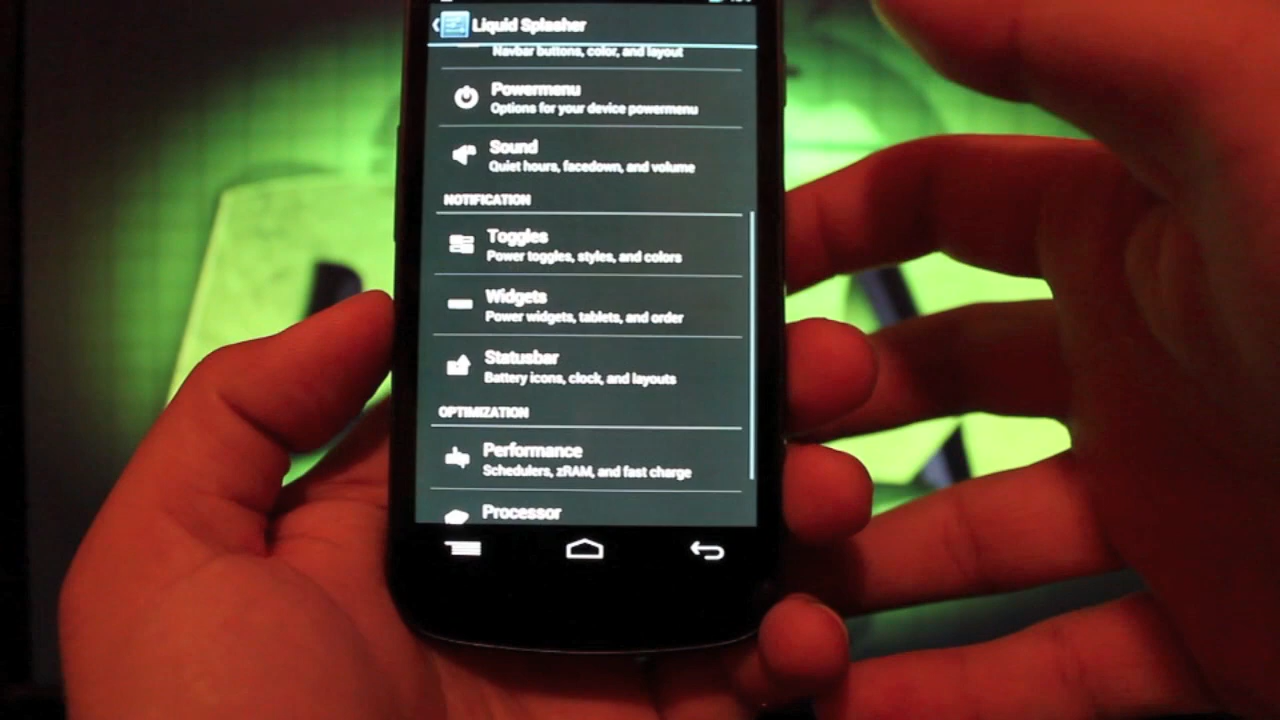 Liquid Splasher
Navbar buttons, color, and layout
Powermenu
Options for your device powermenu
Sound
Quiet hours, facedown, and volume
NOTIFICATION
Toggles
Power toggles, styles, and colors
Widgets
Power widgets, tablets, and order
Statusbar
Battery icons, clock, and layouts
OPTIMIZATION
Performance
Schedulers, zRAM, and fast charge
Processor